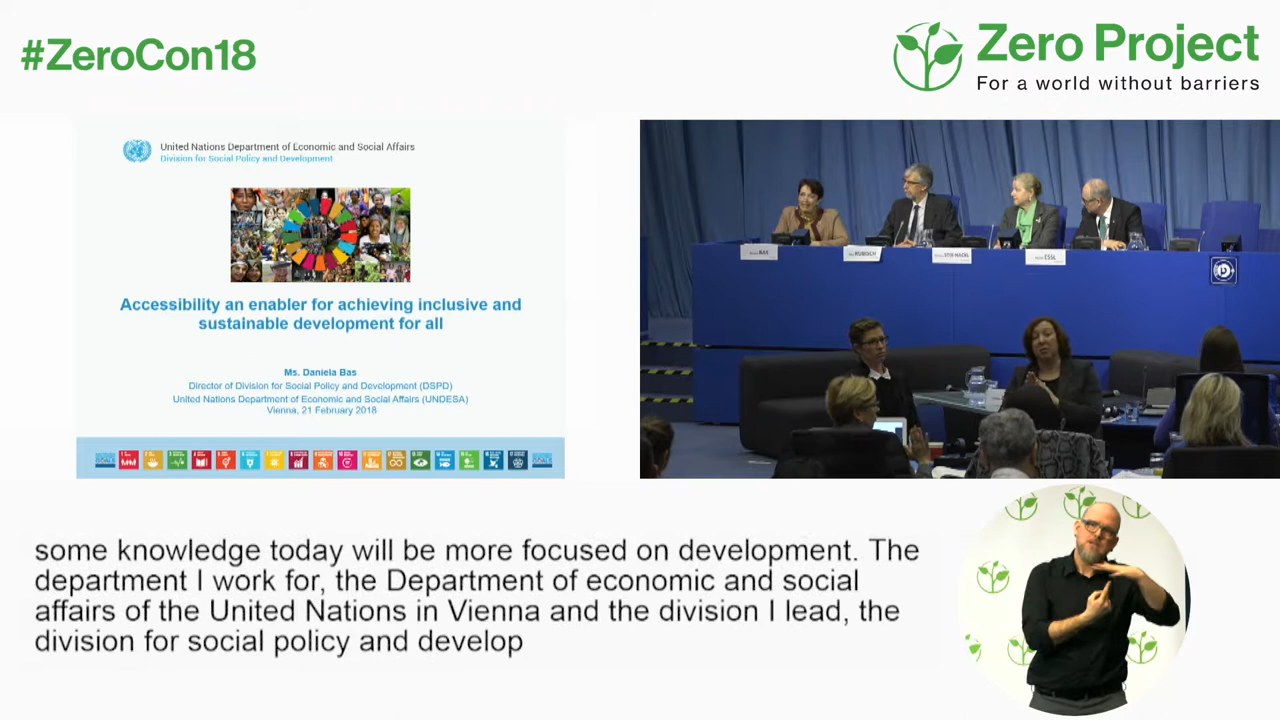 #ZeroCon18
Zero Project
For a world without barriers
United Nations Department of Economic and Social Affairs
Division for Social Policy and Development
Accessibility an enabler for achieving inclusive and
sustainable development for all
Ms. Daniela Bas
Director of Division for Social Policy and Development (DSPD)
United Nations Department of Economic and Social Affairs (UNDESA)
Vienna, 21 February 2018
BAS
ESSL
some knowledge today will be more focused on development. The
department I work for, the Department of economic and social
affairs of the United Nations in Vienna and the division I lead, the
division for social policy and develop